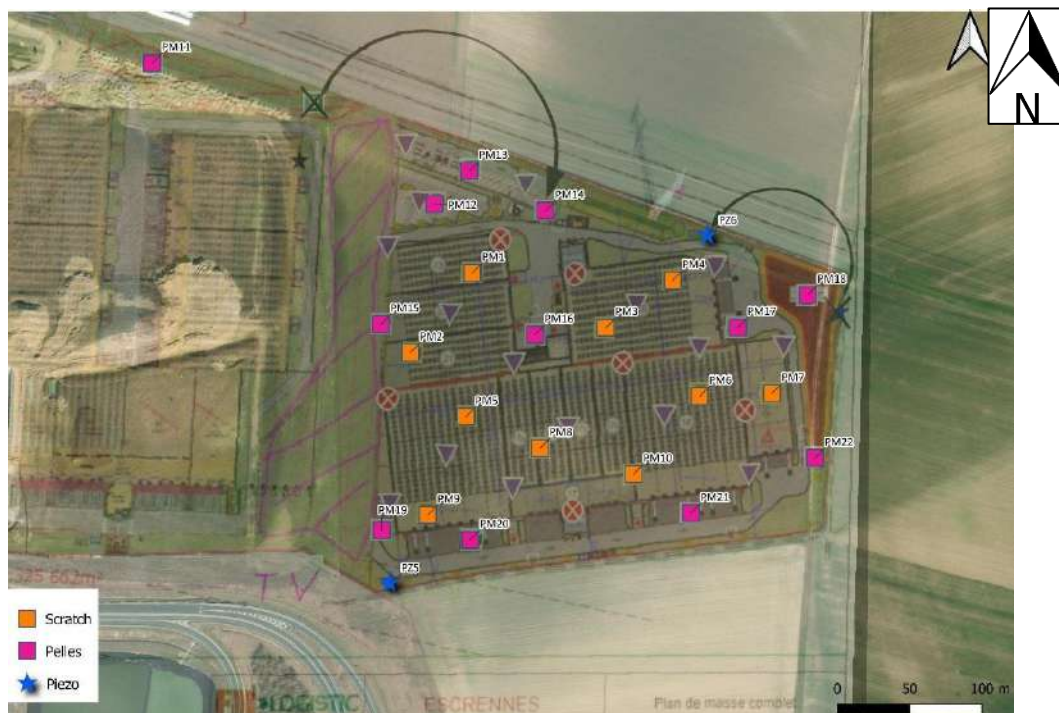 PM11
N
PM13
PM14
PM12
PZ6
PM1
PM4
PM18
PM15
PM16
PM3
PM17
PM2
PM6
PM7
PM5
PM8
PM22
PM10
PM9
PM21
PM19
PM20
PZ5
TV
Scratch
Pelles
Piezo
0 50 100 m
LOGISTIC ESCRENNES Plan de masse complet